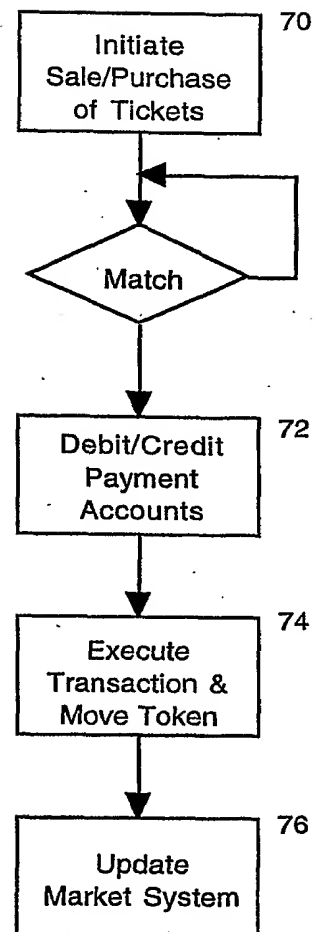 70
Initiate
Sale/Purchase
of Tickets
Match
72
Debit/Credit
Payment
Accounts
74
Execute
Transaction &
Move Token
76
Update
Market System